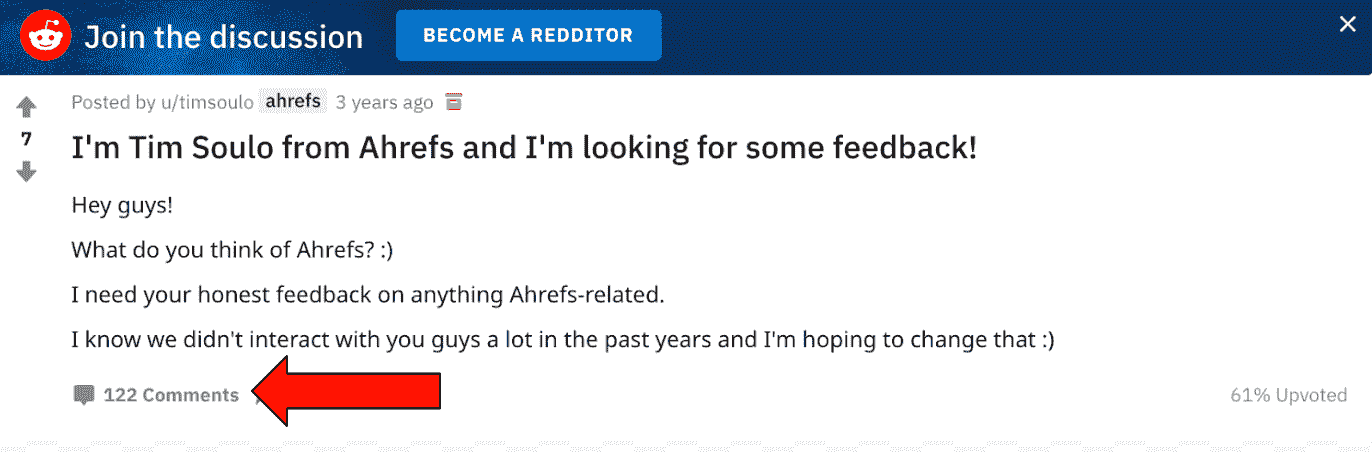 Join the discussion
BECOME A REDDITOR
Posted by u/timsoulo ahrefs 3 years ago
7
I'm Tim Soulo from Ahrefs and I'm looking for some feedback!
Hey guys!
What do you think of Ahrefs? :)
I need your honest feedback on anything Ahrefs-related.
I know we didn't interact with you guys a lot in the past years and I'm hoping to change that :)
122 Comments
61% Upvoted